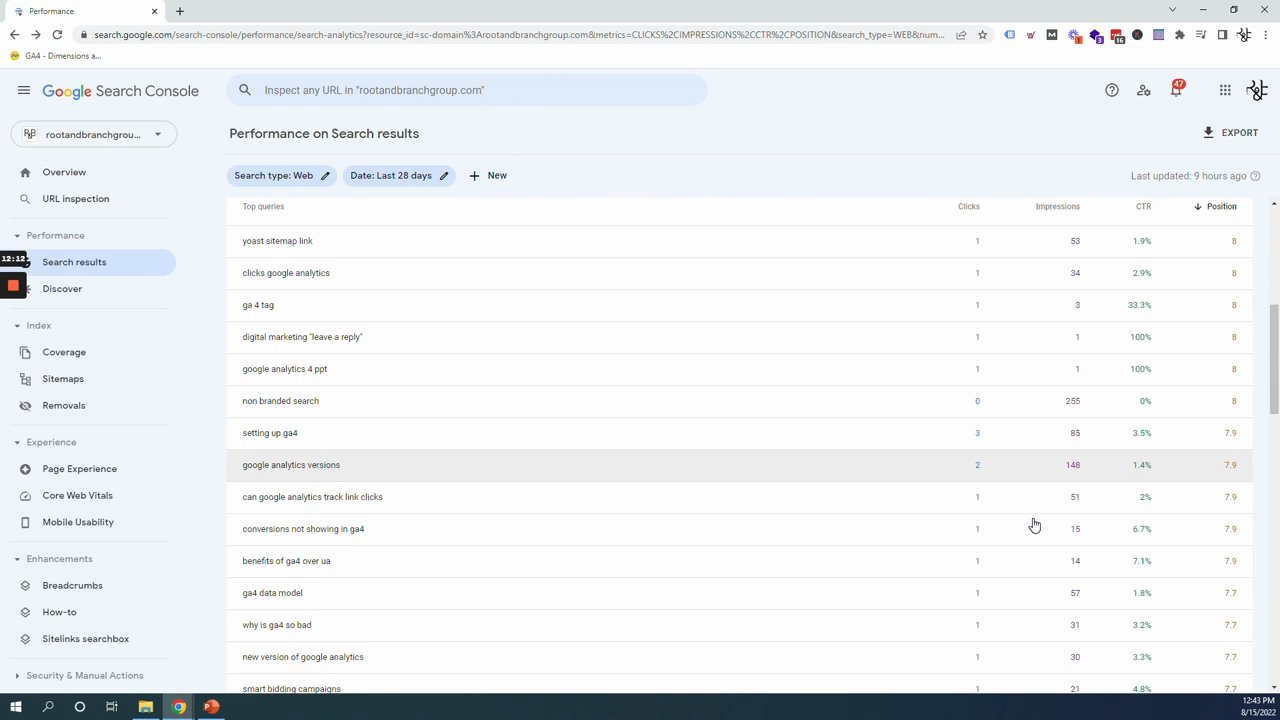 Performance
search.google.com/search-console/performance/search-analytics?resource_id=sc-domain%3Arootandbranchgroup.com&metrics=CLICKS%2CIMPRESSIONS%2CCTR%2CPOSITION&search_type=WEB&num...
GA4 - Dimensions a...
Google Search Console
Inspect any URL in "rootandbranchgroup.com"
47
rootandbranchgrou...
Performance on Search results
EXPORT
Search type: Web
Date: Last 28 days
New
Last updated: 9 hours ago
Overview
URL inspection
Performance
Search results
Discover
Index
Coverage
Sitemaps
Removals
Experience
Page Experience
Core Web Vitals
Mobile Usability
Enhancements
Breadcrumbs
How-to
Sitelinks searchbox
Security & Manual Actions
12:12
Top queries Clicks Impressions CTR Position
yoast sitemap link 1 53 1.9% 8
clicks google analytics 1 34 2.9% 8
ga 4 tag 1 3 33.3% 8
digital marketing "leave a reply" 1 1 100% 8
google analytics 4 ppt 1 1 100% 8
non branded search 0 255 0% 8
setting up ga4 3 85 3.5% 7.9
google analytics versions 2 148 1.4% 7.9
can google analytics track link clicks 1 51 2% 7.9
conversions not showing in ga4 1 15 6.7% 7.9
benefits of ga4 over ua 1 14 7.1% 7.9
ga4 data model 1 57 1.8% 7.7
why is ga4 so bad 1 31 3.2% 7.7
new version of google analytics 1 30 3.3% 7.7
smart bidding campaigns 1 21 4.8% 7.7
12:43 PM
8/15/2022